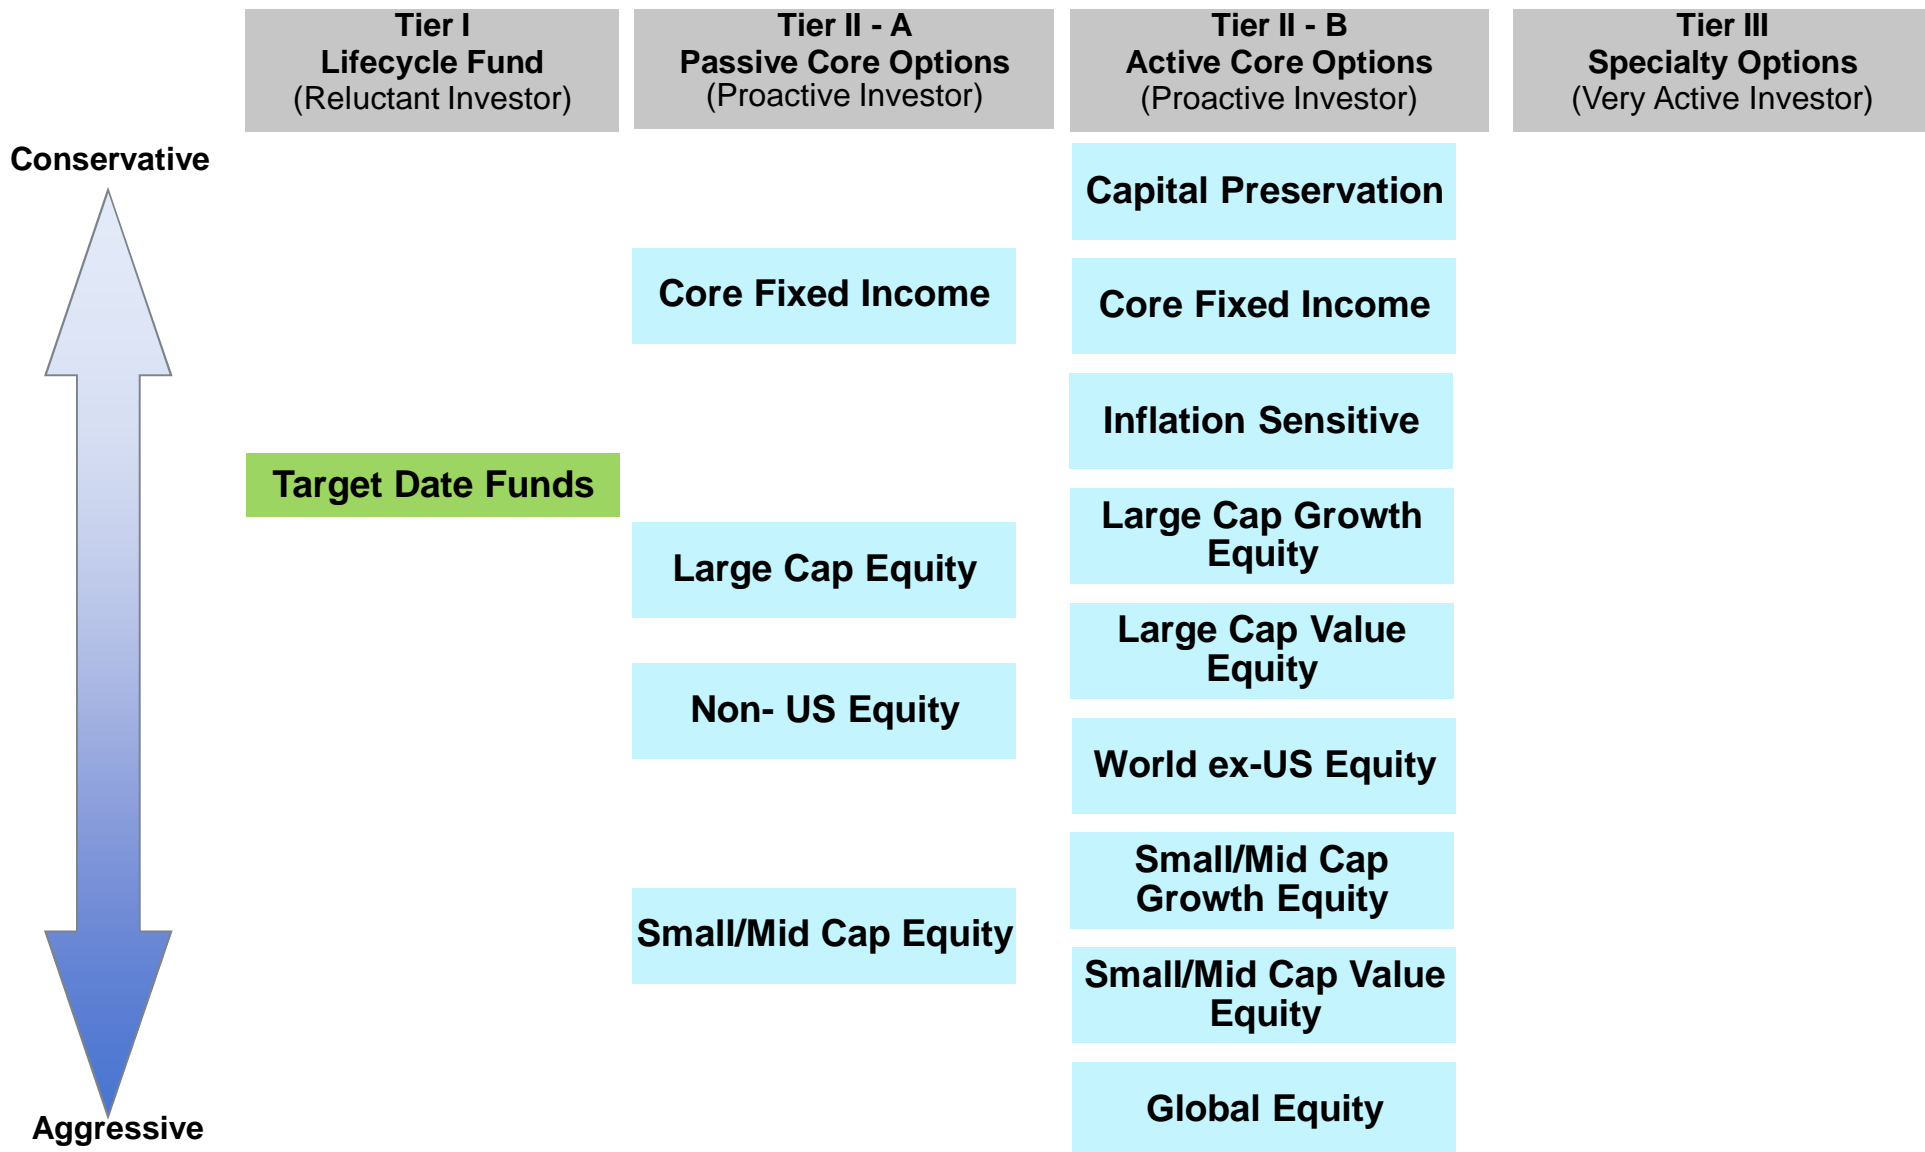 Tier I
Lifecycle Fund
(Reluctant Investor)
Tier II - A
Passive Core Options
(Proactive Investor)
Tier II - B
Active Core Options
(Proactive Investor)
Tier III
Specialty Options
(Very Active Investor)
Conservative
Aggressive
Target Date Funds
Core Fixed Income
Large Cap Equity
Non- US Equity
Small/Mid Cap Equity
Capital Preservation
Core Fixed Income
Inflation Sensitive
Large Cap Growth
Equity
Large Cap Value
Equity
World ex-US Equity
Small/Mid Cap
Growth Equity
Small/Mid Cap Value
Equity
Global Equity